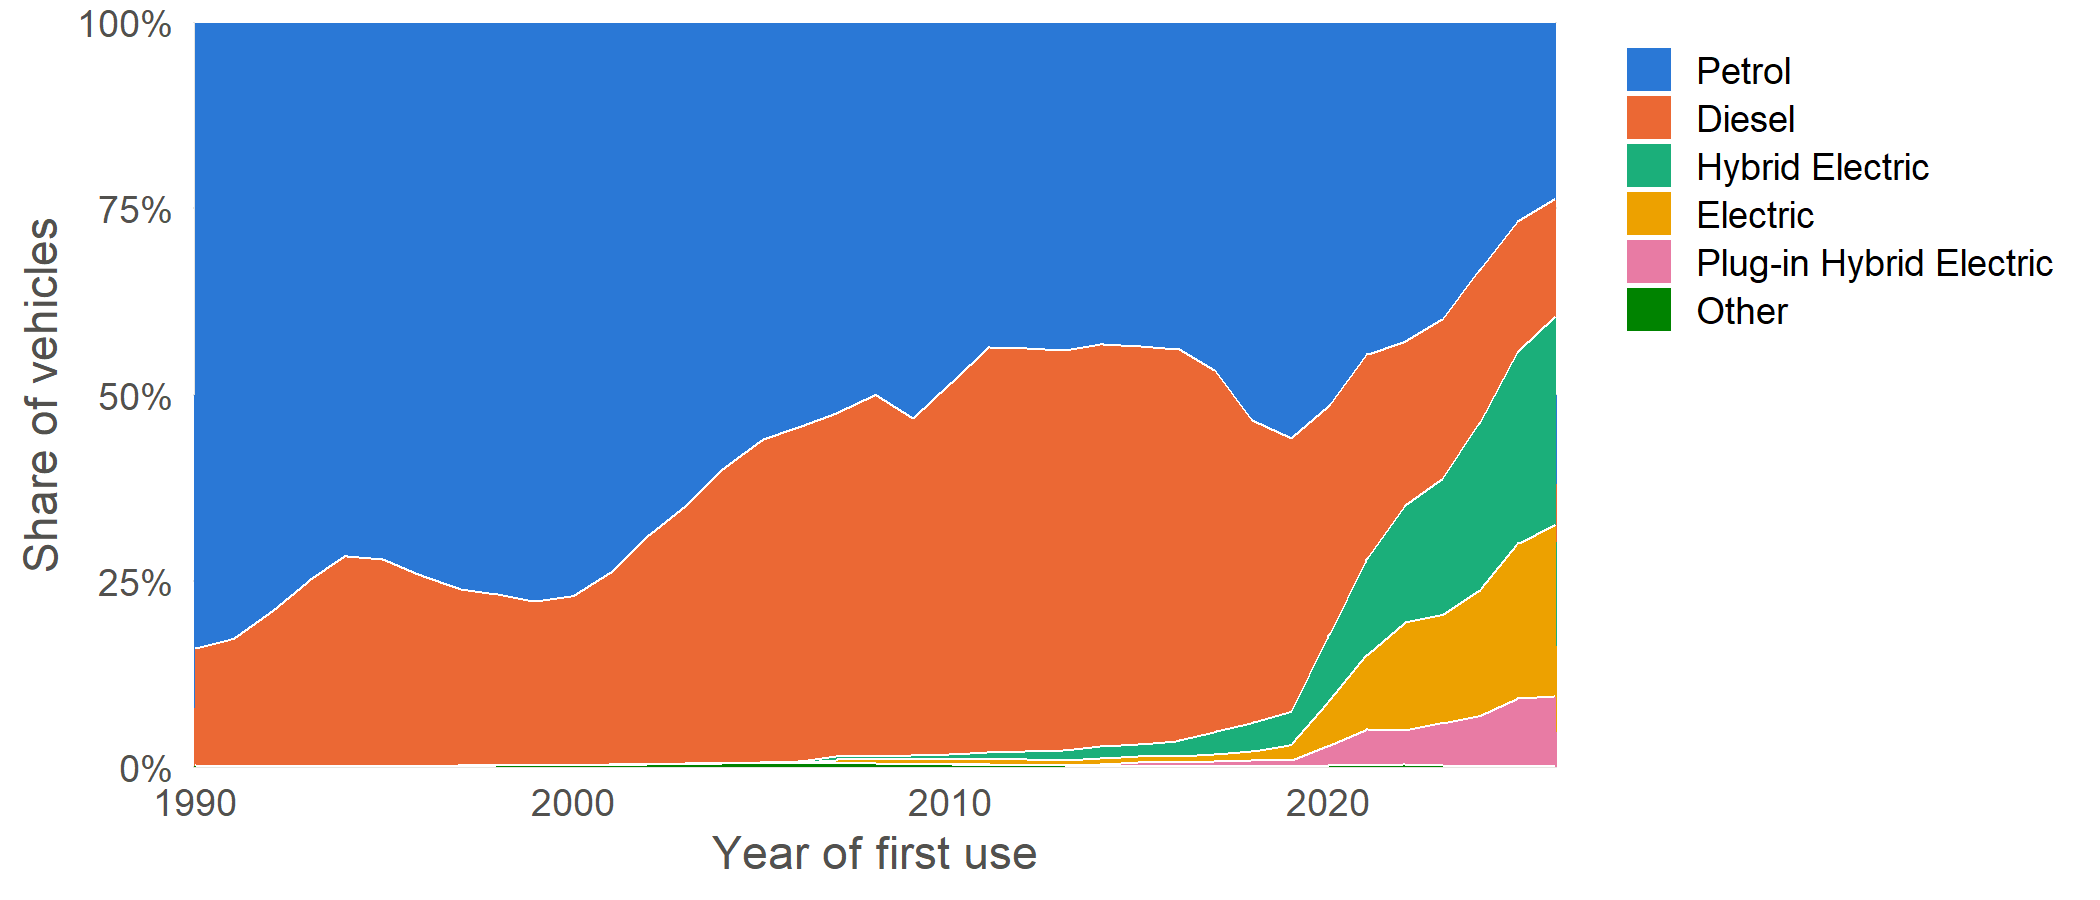 100%
75%
50%
25%
0%
Share of vehicles
1990
2000
2010
2020
Year of first use
Petrol
Diesel
Hybrid Electric
Electric
Plug-in Hybrid Electric
Other